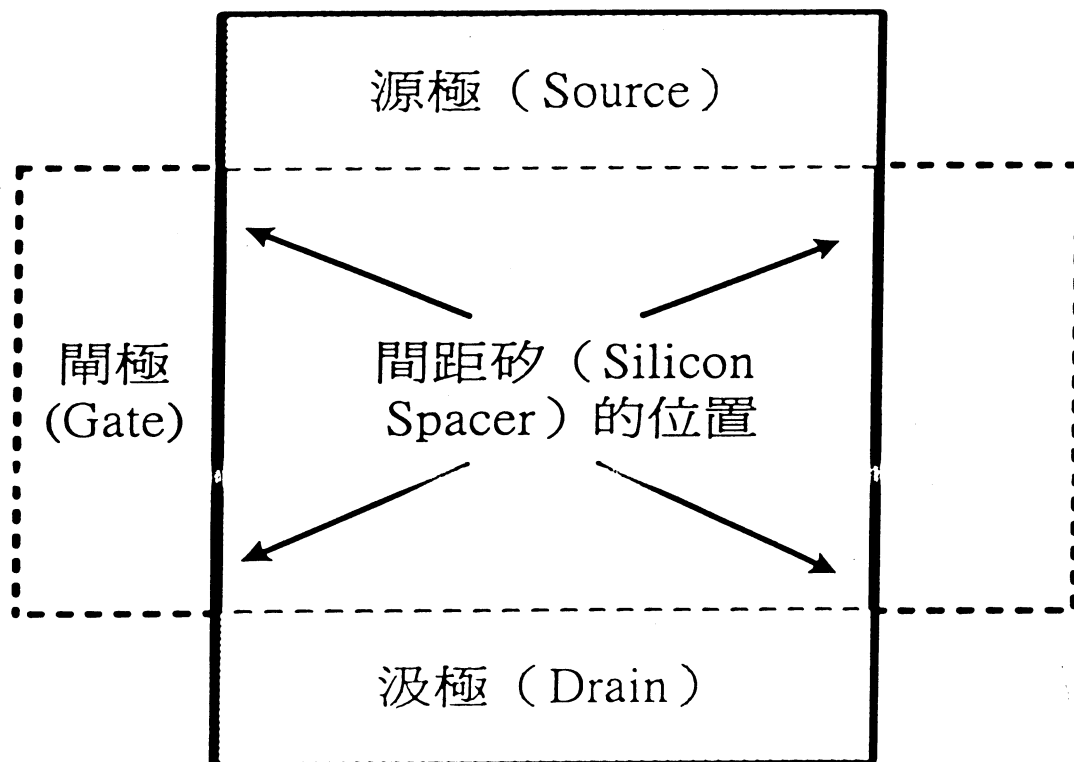 源極（Source）
閘極
(Gate)
間距矽（Silicon
Spacer）的位置
汲極（Drain）